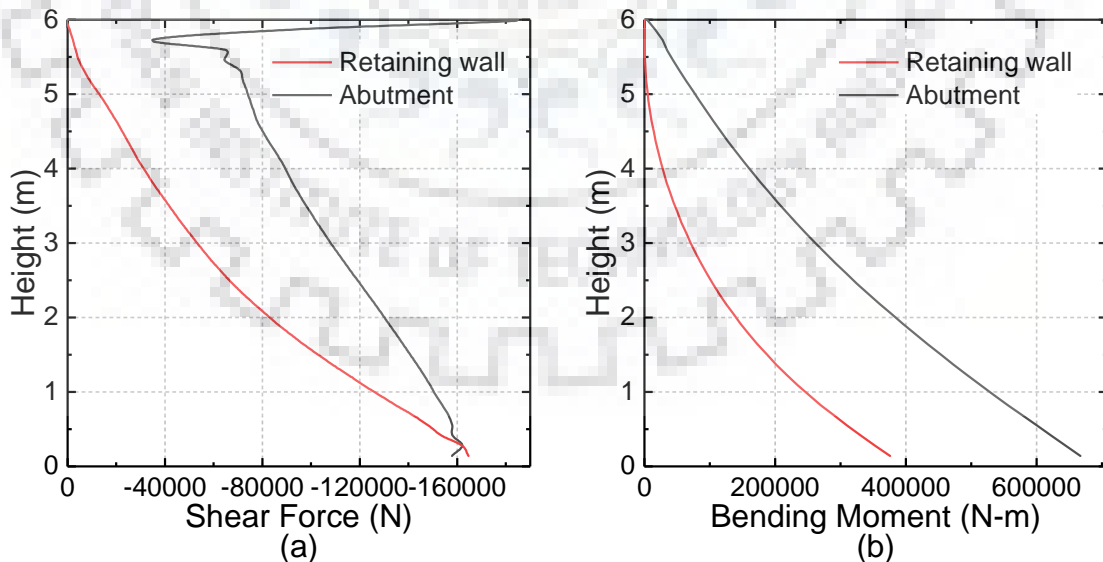 6
5
4
3
2
1
0
Height (m)
Retaining wall
Abutment
0 -40000 -80000 -120000 -160000
Shear Force (N)
(a)
6
5
4
3
2
1
0
Height (m)
Retaining wall
Abutment
0 200000 400000 600000
Bending Moment (N-m)
(b)